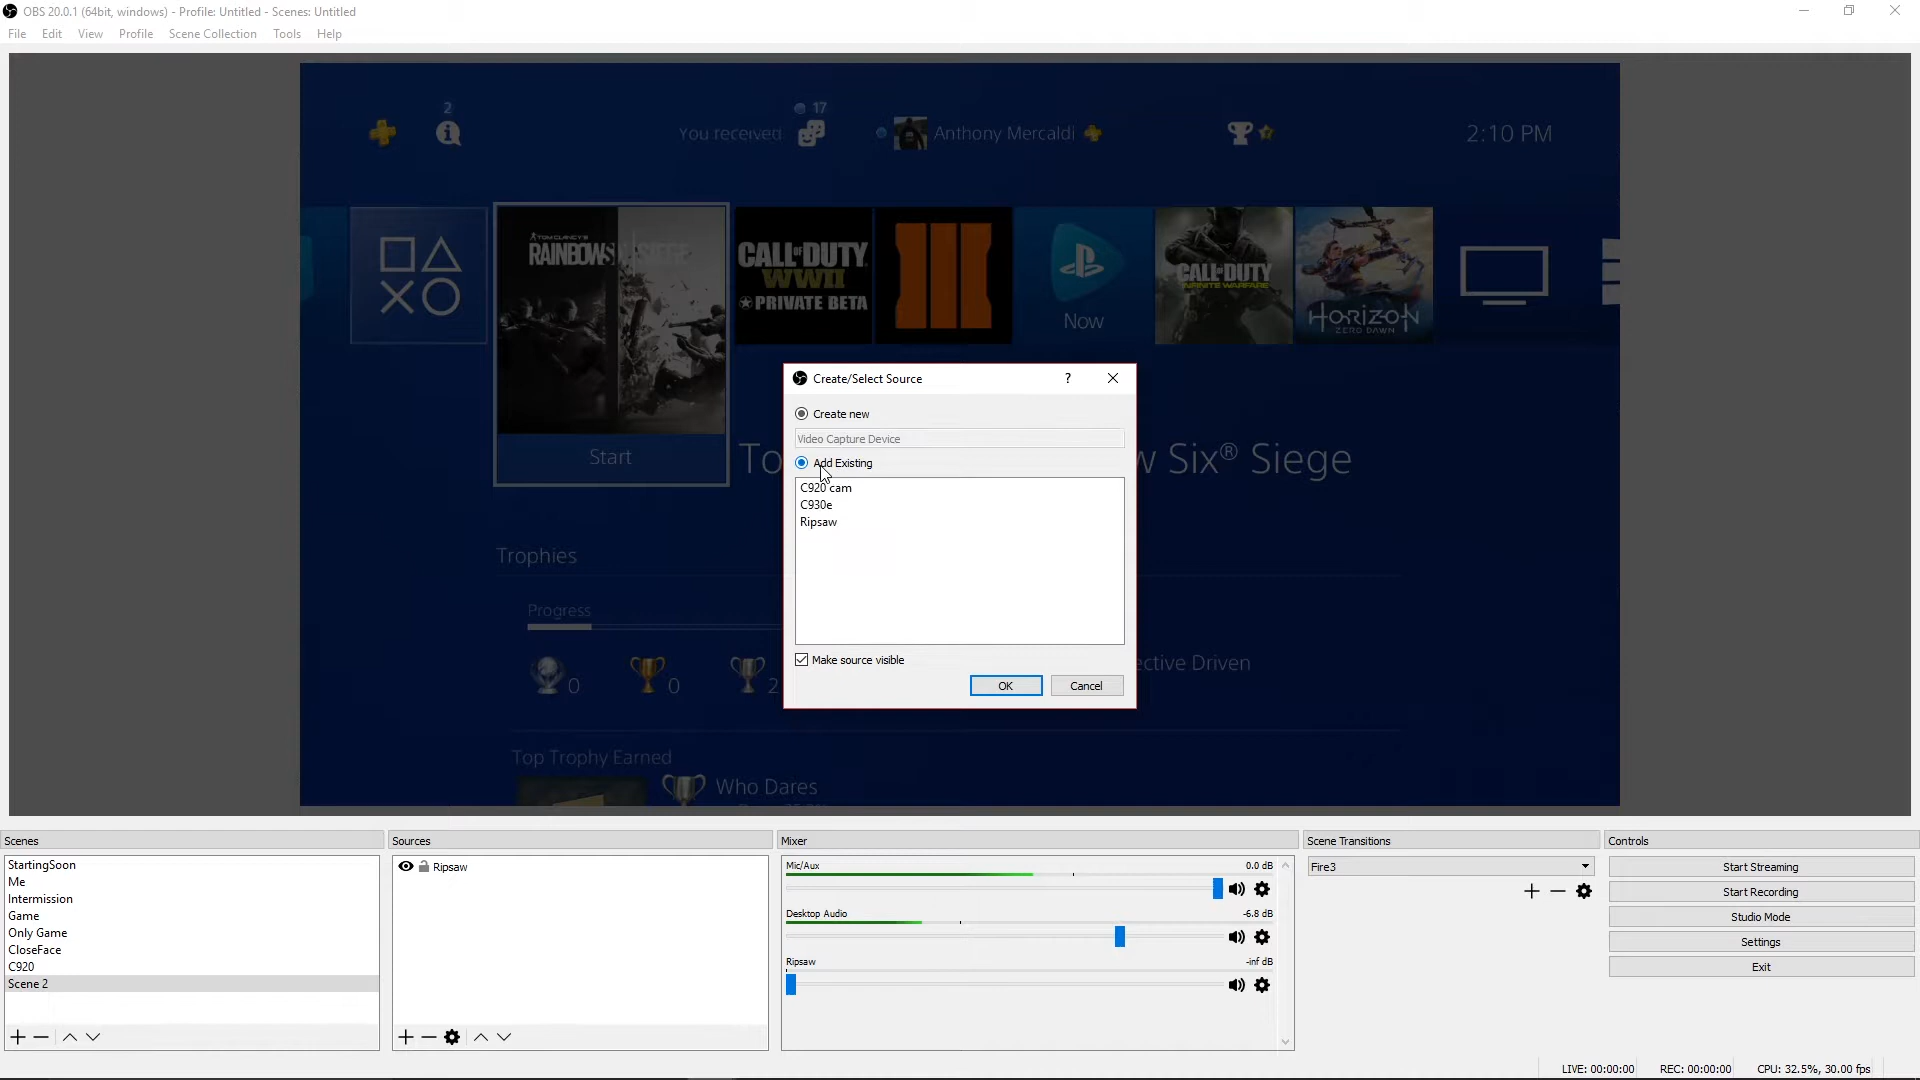 OBS 20.0.1 (64bit, windows) - Profile: Untitled - Scenes: Untitled
File Edit View Profile Scene Collection Tools Help
2 17
You received Anthony Mercaldi 2:10 PM
TOM CLANCY'S
RAINBOW SIX SIEGE
CALL OF DUTY
WWII
PRIVATE BETA
Now
CALL OF DUTY
INFINITE WARFARE
HORIZON
ZERO DAWN
Start
To
w Six® Siege
Trophies
Progress
0 0 2
ective Driven
Top Trophy Earned
Who Dares
Create/Select Source ?
Create new
Video Capture Device
Add Existing
C920 cam
C930e
Ripsaw
Make source visible
OK Cancel
Scenes
StartingSoon
Me
Intermission
Game
Only Game
CloseFace
C920
Scene 2
Sources
Ripsaw
Mixer
Mic/Aux 0.0 dB
Desktop Audio -6.8 dB
Ripsaw -inf dB
Scene Transitions
Fire3
Controls
Start Streaming
Start Recording
Studio Mode
Settings
Exit
LIVE: 00:00:00 REC: 00:00:00 CPU: 32.5%, 30.00 fps